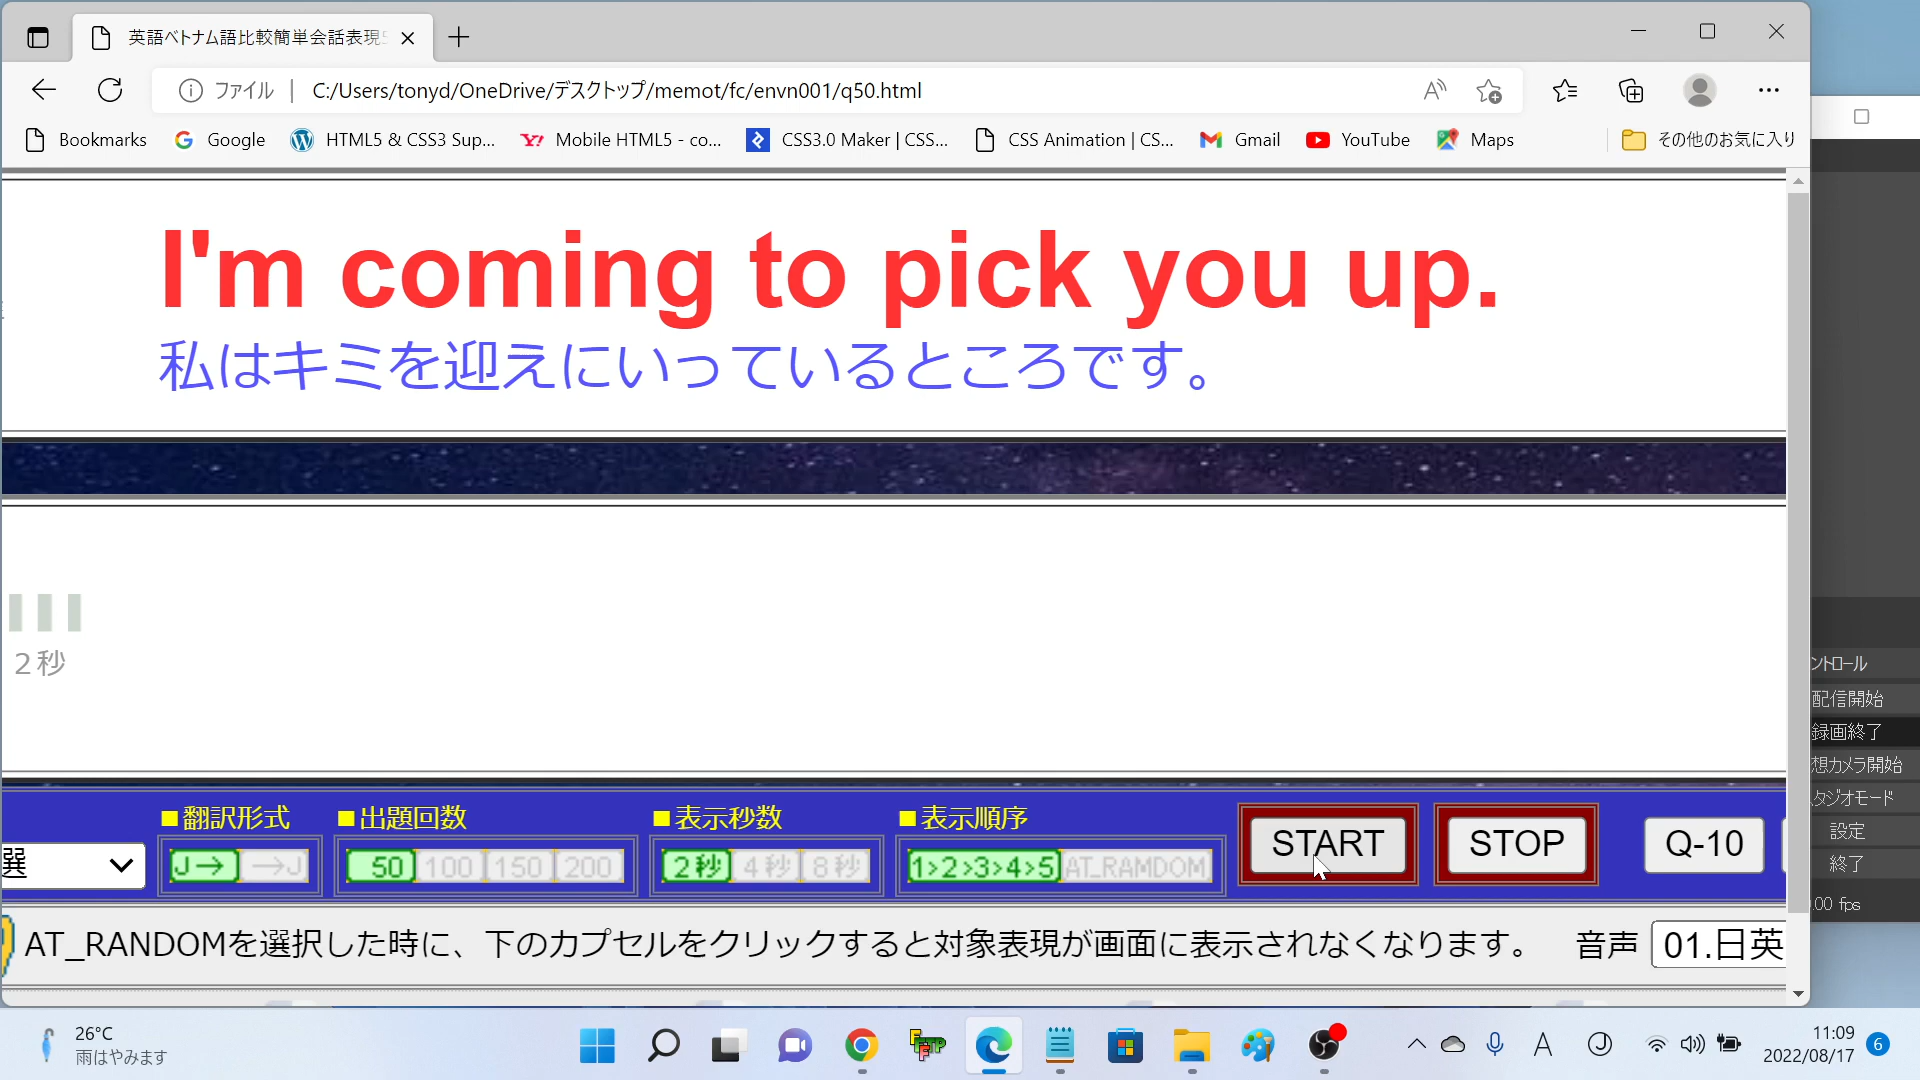 英語ベトナム語比較簡単会話表現5
ファイル
C:/Users/tonyd/OneDrive/デスクトップ/memot/fc/envn001/q50.html
Bookmarks
Google
HTML5 & CSS3 Sup...
Mobile HTML5 - co...
CSS3.0 Maker | CSS...
CSS Animation | CS...
Gmail
YouTube
Maps
その他のお気に入り
I'm coming to pick you up.
私はキミを迎えにいっているところです。
2秒
■翻訳形式
■出題回数
■表示秒数
■表示順序
選
J→ →J
50 100 150 200
2秒 4秒 8秒
1>2>3>4>5 AT_RAMDOM
START
STOP
Q-10
AT_RANDOMを選択した時に、下のカプセルをクリックすると対象表現が画面に表示されなくなります。
音声
01.日英
ントロール
配信開始
録画終了
想カメラ開始
タジオモード
設定
終了
.00 fps
26°C
雨はやみます
A
J
11:09
2022/08/17
6